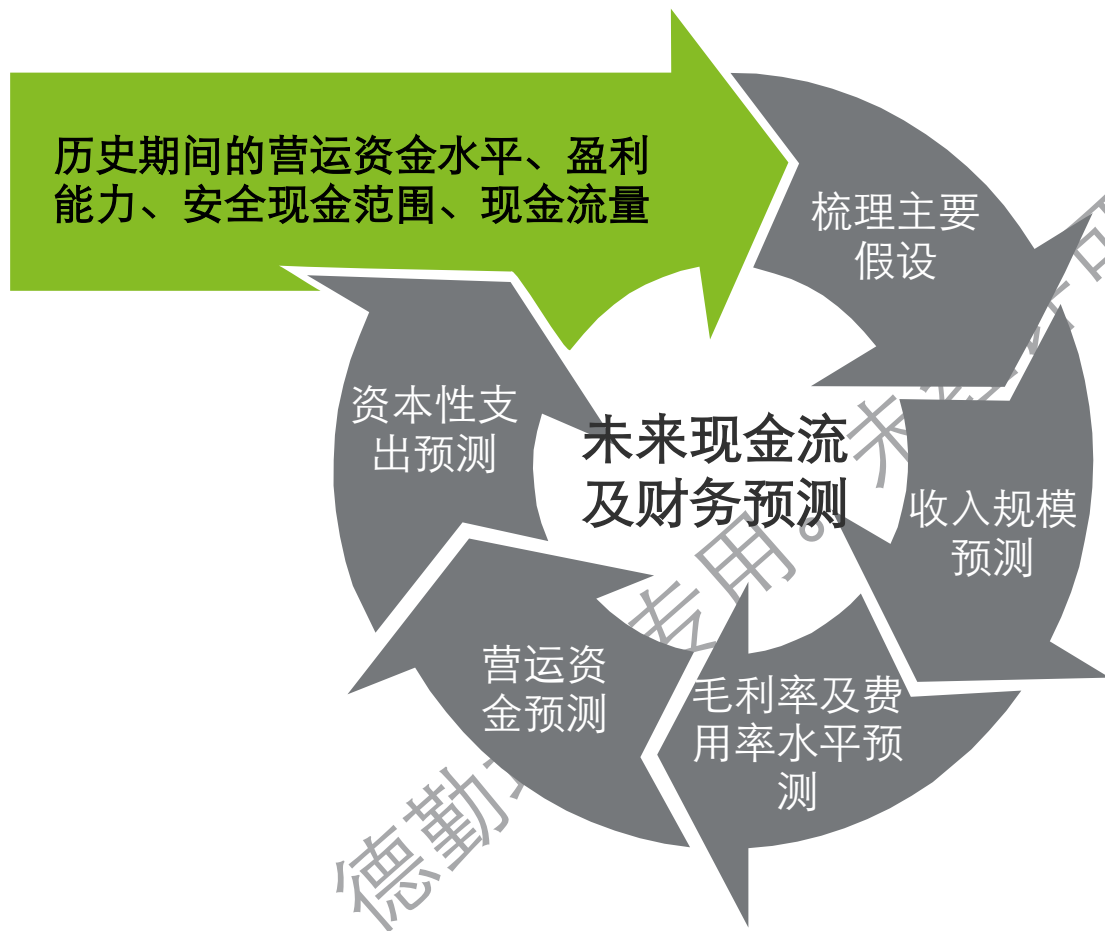 历史期间的营运资金水平、盈利
能力、安全现金范围、现金流量
梳理主要
假设
收入规模
预测
毛利率及费
用率水平预
测
营运资
金预测
资本性支
出预测
未来现金流
及财务预测
德勤
专用。未